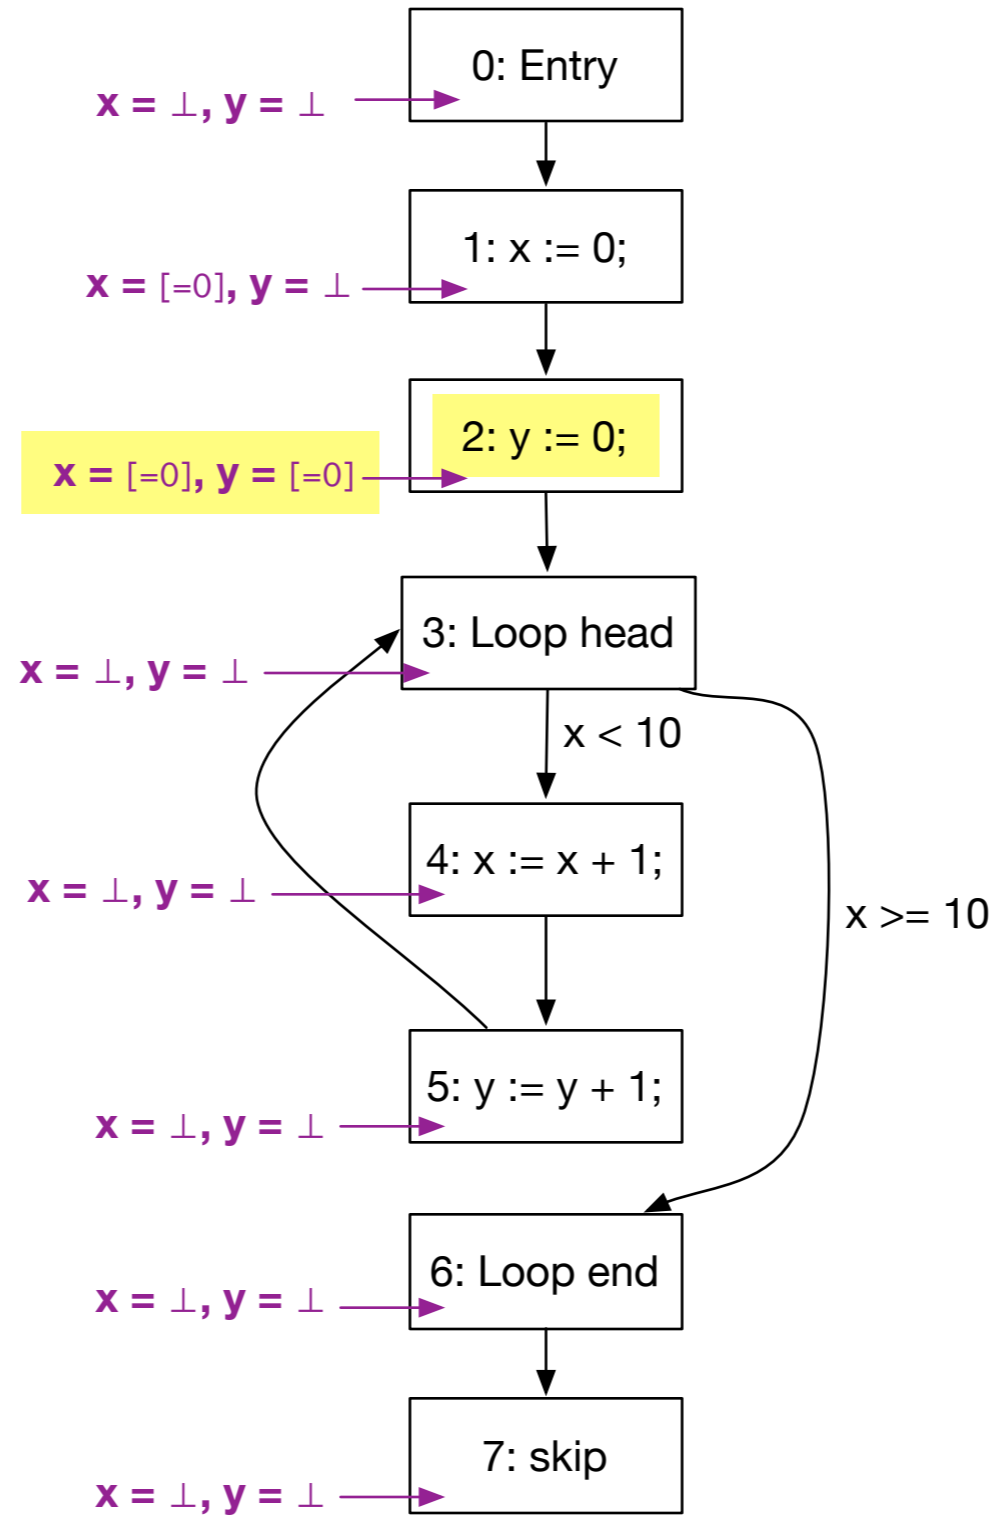 0: Entry
x = ⊥, y = ⊥
1: x := 0;
x = [=0], y = ⊥
2: y := 0;
x = [=0], y = [=0]
3: Loop head
x = ⊥, y = ⊥
x < 10
4: x := x + 1;
x = ⊥, y = ⊥
x >= 10
5: y := y + 1;
x = ⊥, y = ⊥
6: Loop end
x = ⊥, y = ⊥
7: skip
x = ⊥, y = ⊥